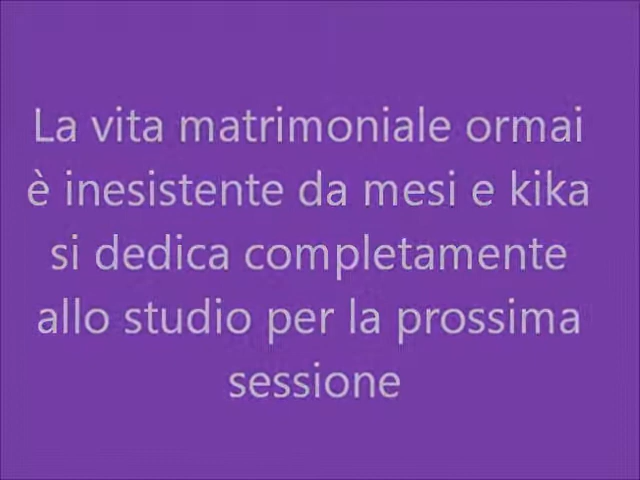 La vita matrimoniale ormai
è inesistente da mesi e kika
si dedica completamente
allo studio per la prossima
sessione